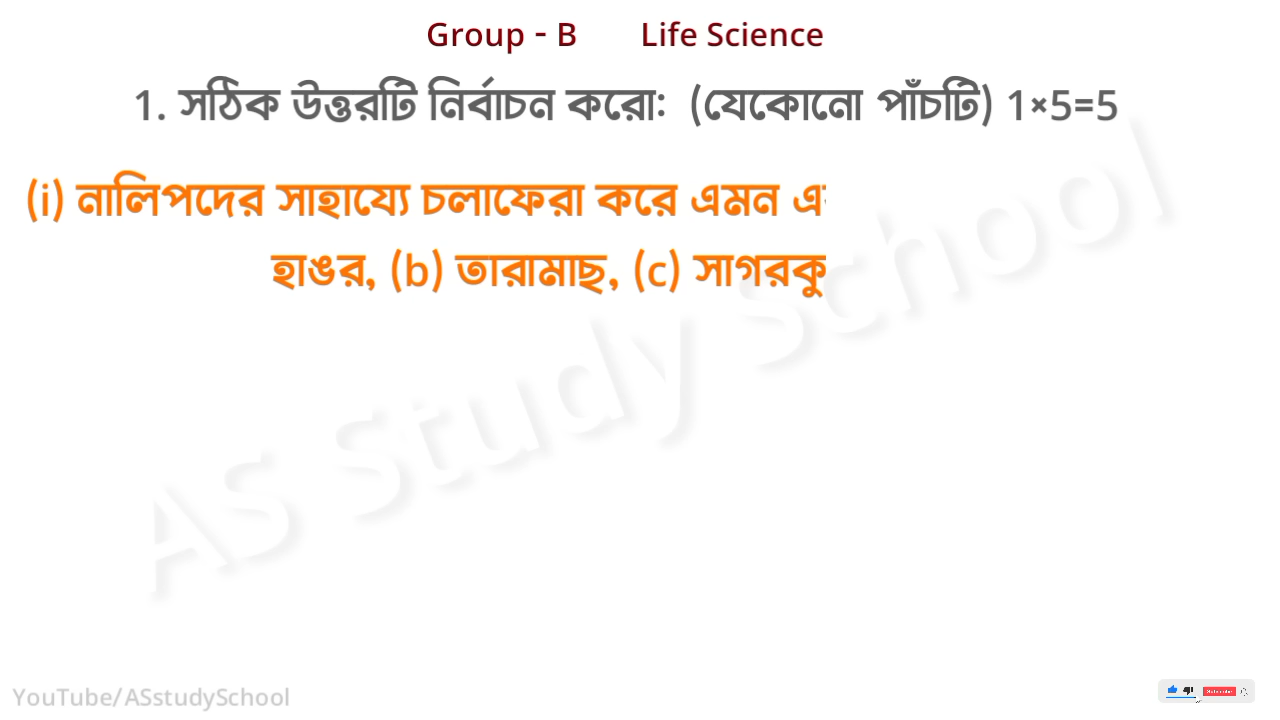 Group - B Life Science
1. সঠিক উত্তরটি নির্বাচন করো: (যেকোনো পাঁচটি) 1×5=5
(i) নালিপদের সাহায্যে চলাফেরা করে এমন
হাঙর, (b) তারামাছ, (c)
AS Study School
YouTube/ASstudySchool